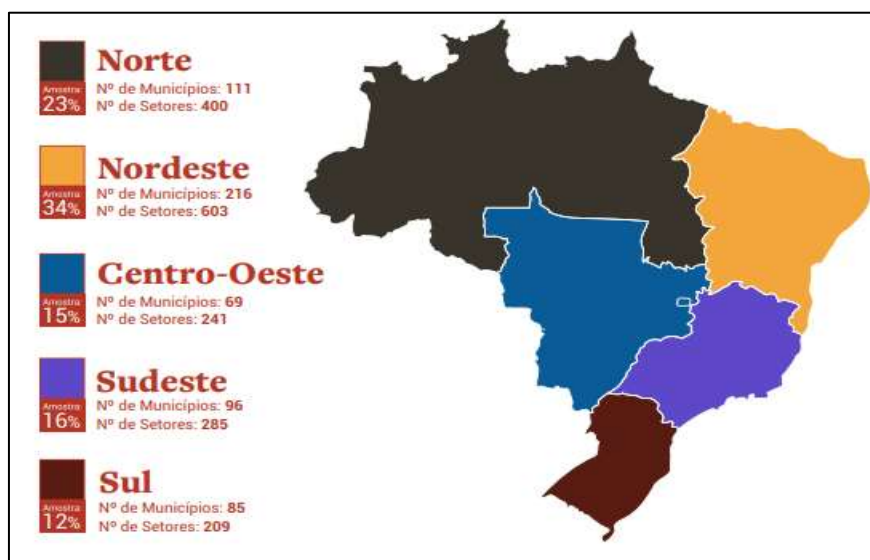 Norte
Nº de Municípios: 111
Nº de Setores: 400
Amostra:
23%
Nordeste
Nº de Municípios: 216
Nº de Setores: 603
Amostra:
34%
Centro-Oeste
Nº de Municípios: 69
Nº de Setores: 241
Amostra:
15%
Sudeste
Nº de Municípios: 96
Nº de Setores: 285
Amostra:
16%
Sul
Nº de Municípios: 85
Nº de Setores: 209
Amostra:
12%